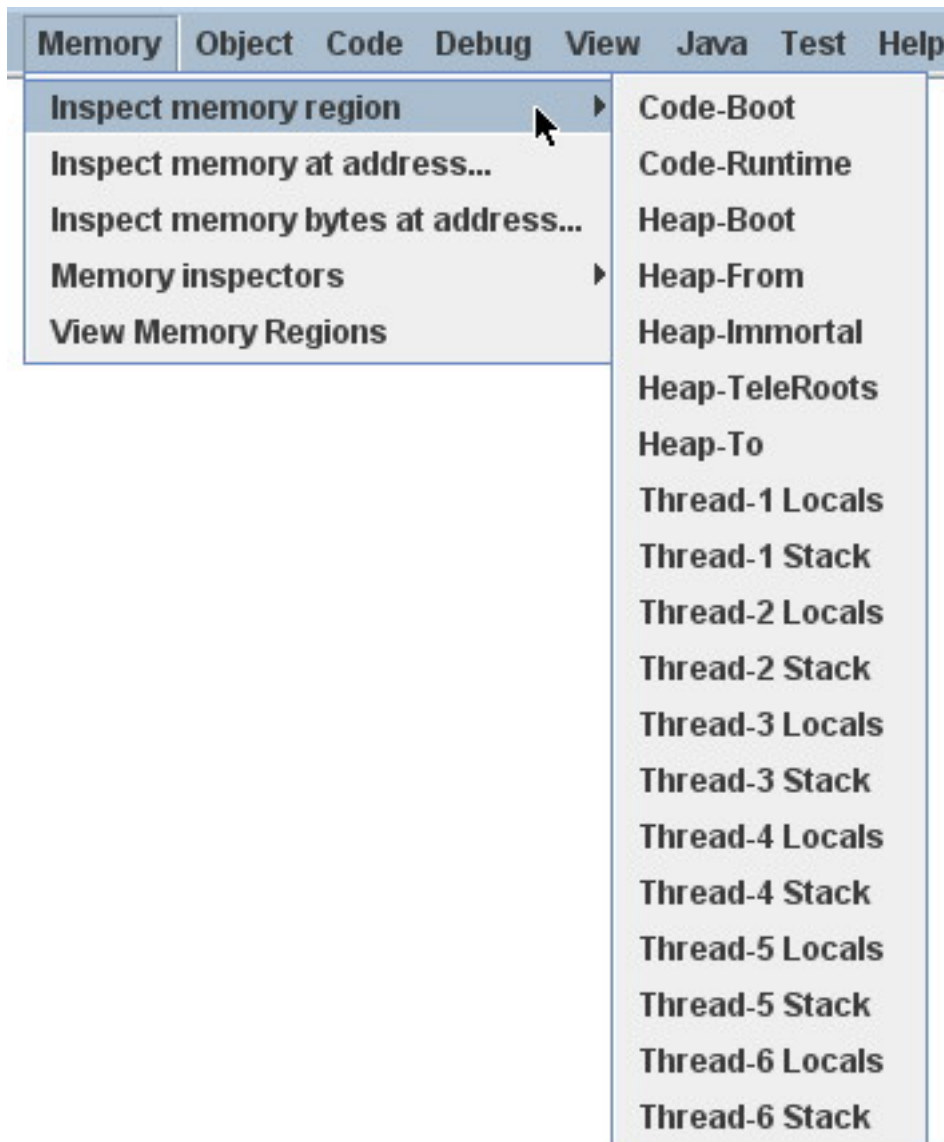 Memory Object Code Debug View Java Test Help
Inspect memory region
Inspect memory at address...
Inspect memory bytes at address...
Memory inspectors
View Memory Regions
Code-Boot
Code-Runtime
Heap-Boot
Heap-From
Heap-Immortal
Heap-TeleRoots
Heap-To
Thread-1 Locals
Thread-1 Stack
Thread-2 Locals
Thread-2 Stack
Thread-3 Locals
Thread-3 Stack
Thread-4 Locals
Thread-4 Stack
Thread-5 Locals
Thread-5 Stack
Thread-6 Locals
Thread-6 Stack